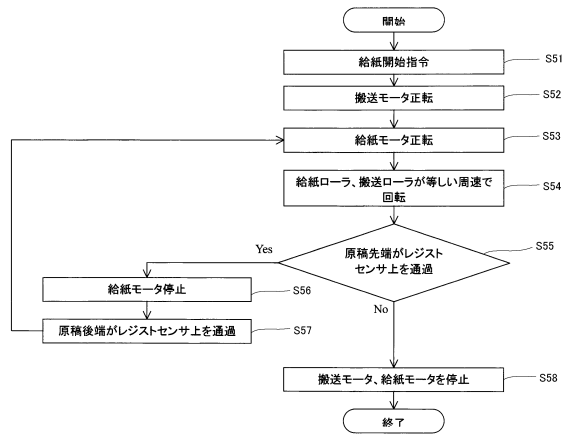 開始
給紙開始指令
S51
搬送モータ正転
S52
給紙モータ正転
S53
給紙ローラ、搬送ローラが等しい周速で
回転
S54
原稿先端がレジスト
センサ上を通過
S55
Yes
給紙モータ停止
S56
No
原稿後端がレジストセンサ上を通過
S57
搬送モータ、給紙モータを停止
S58
終了